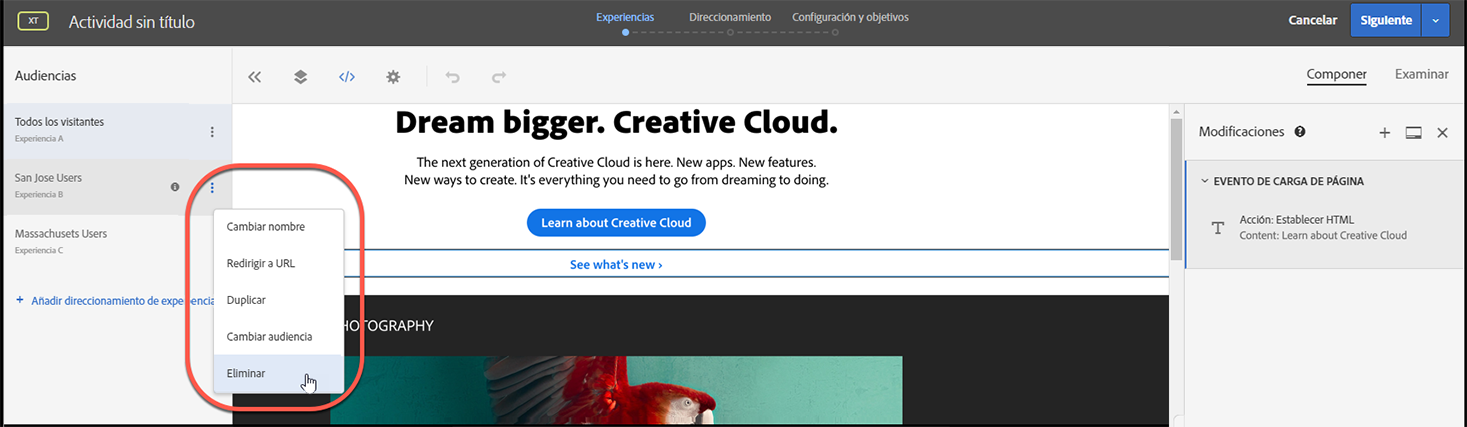 XT
Actividad sin título
Experiencias
Direccionamiento
Configuración y objetivos
Cancelar
Siguiente
Audiencias
Componer
Examinar
Todos los visitantes
Experiencia A
San Jose Users
Experiencia B
Massachusets Users
Experiencia C
+ Añadir direccionamiento de experiencia
Cambiar nombre
Redirigir a URL
Duplicar
Cambiar audiencia
Eliminar
Dream bigger. Creative Cloud.
The next generation of Creative Cloud is here. New apps. New features.
New ways to create. It's everything you need to go from dreaming to doing.
Learn about Creative Cloud
See what's new ›
HOTOGRAPHY
Modificaciones
EVENTO DE CARGA DE PÁGINA
Acción: Establecer HTML
Content: Learn about Creative Cloud